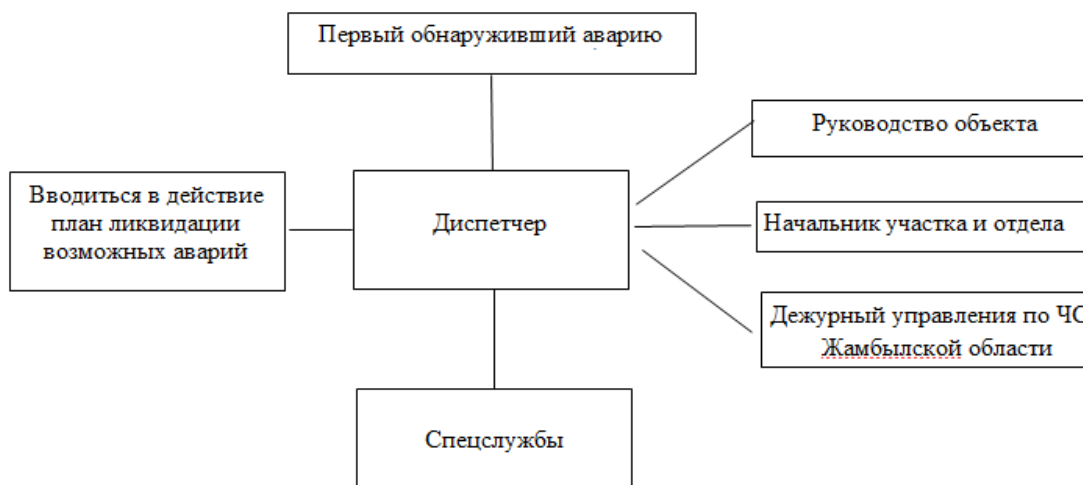 Первый обнаруживший аварию
Руководство объекта
Вводиться в действие
план ликвидации
возможных аварий
Диспетчер
Начальник участка и отдела
Дежурный управления по ЧС
Жамбылской области
Спецслужбы